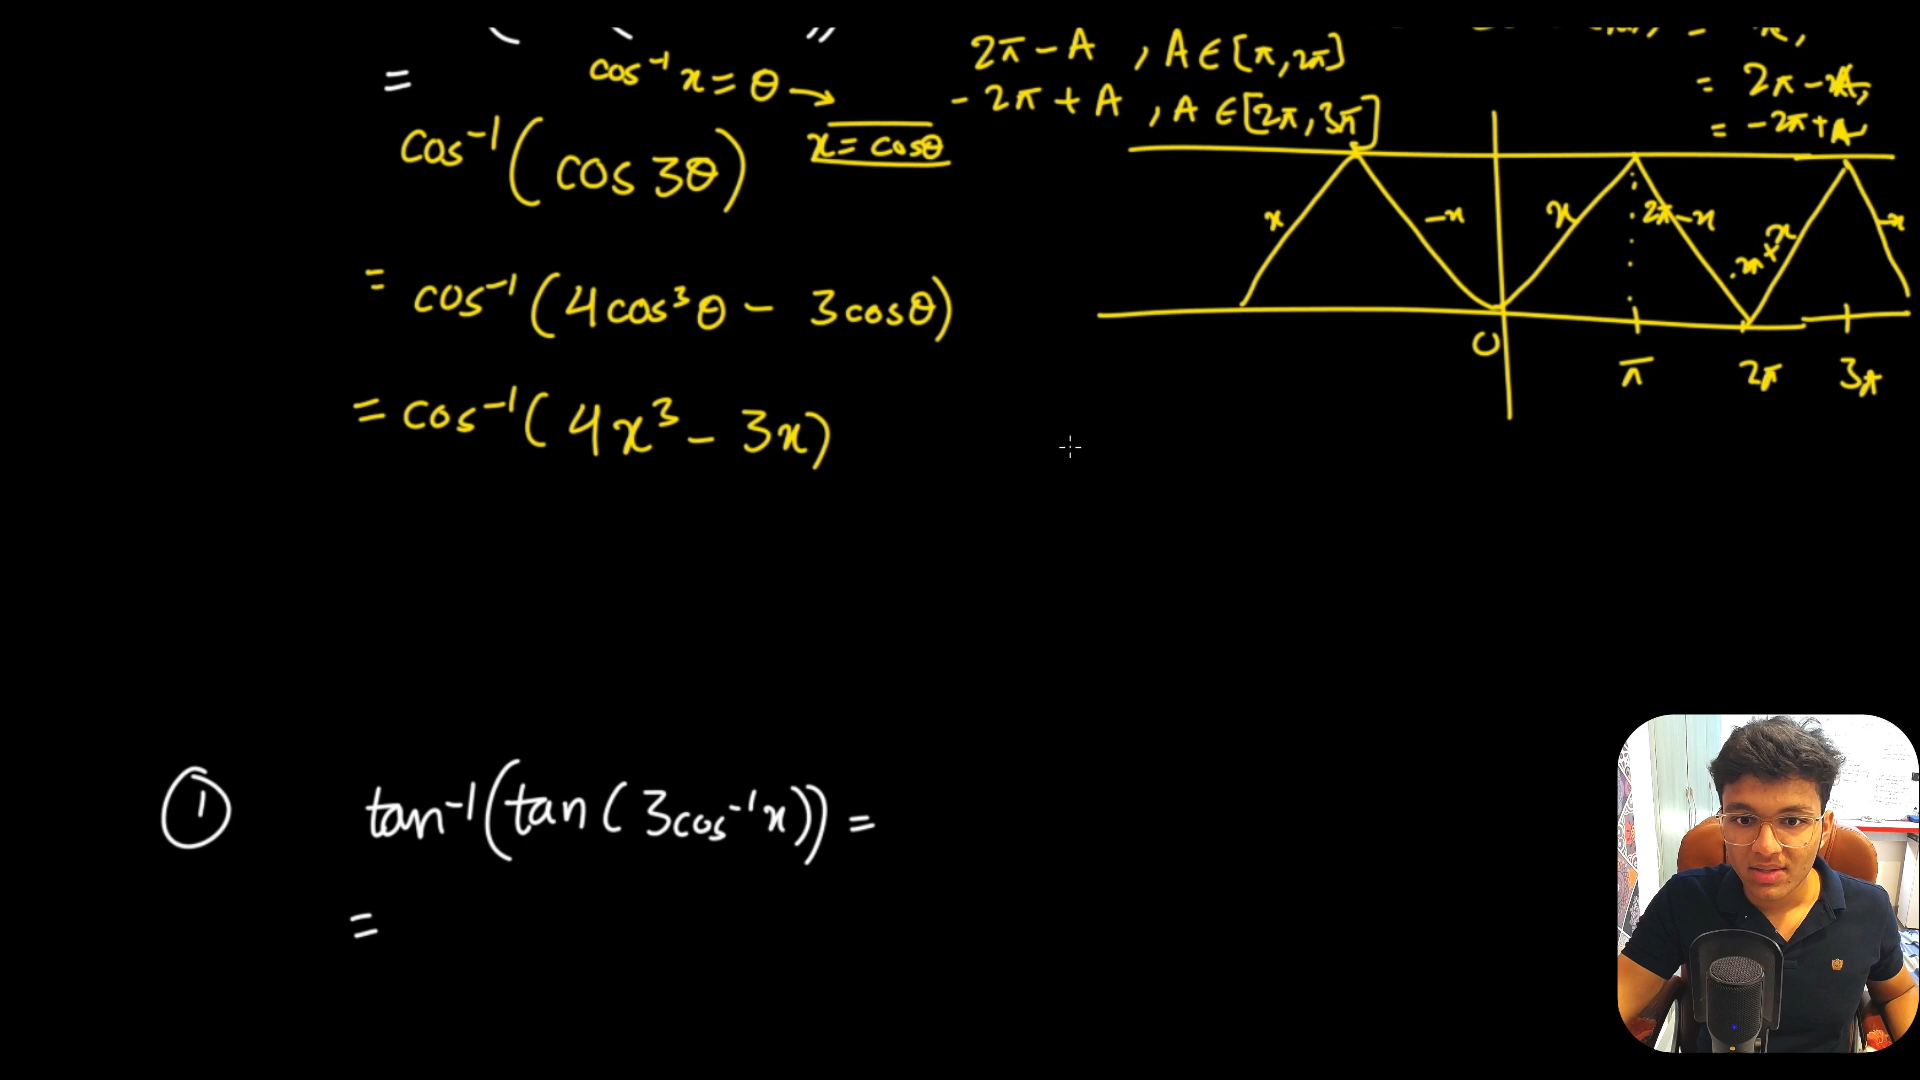 = cos⁻¹ x = θ →
x = cosθ
2π - A , A ∈ [π, 2π]
- 2π + A , A ∈ [2π, 3π]
= 2π - A,
= -2π + A
cos⁻¹(cos 3θ)
= cos⁻¹(4cos³θ - 3cosθ)
= cos⁻¹(4x³ - 3x)
x -x x 2π-x -2π+x -x
0 π 2π 3π
① tan⁻¹(tan(3cos⁻¹x)) =
=